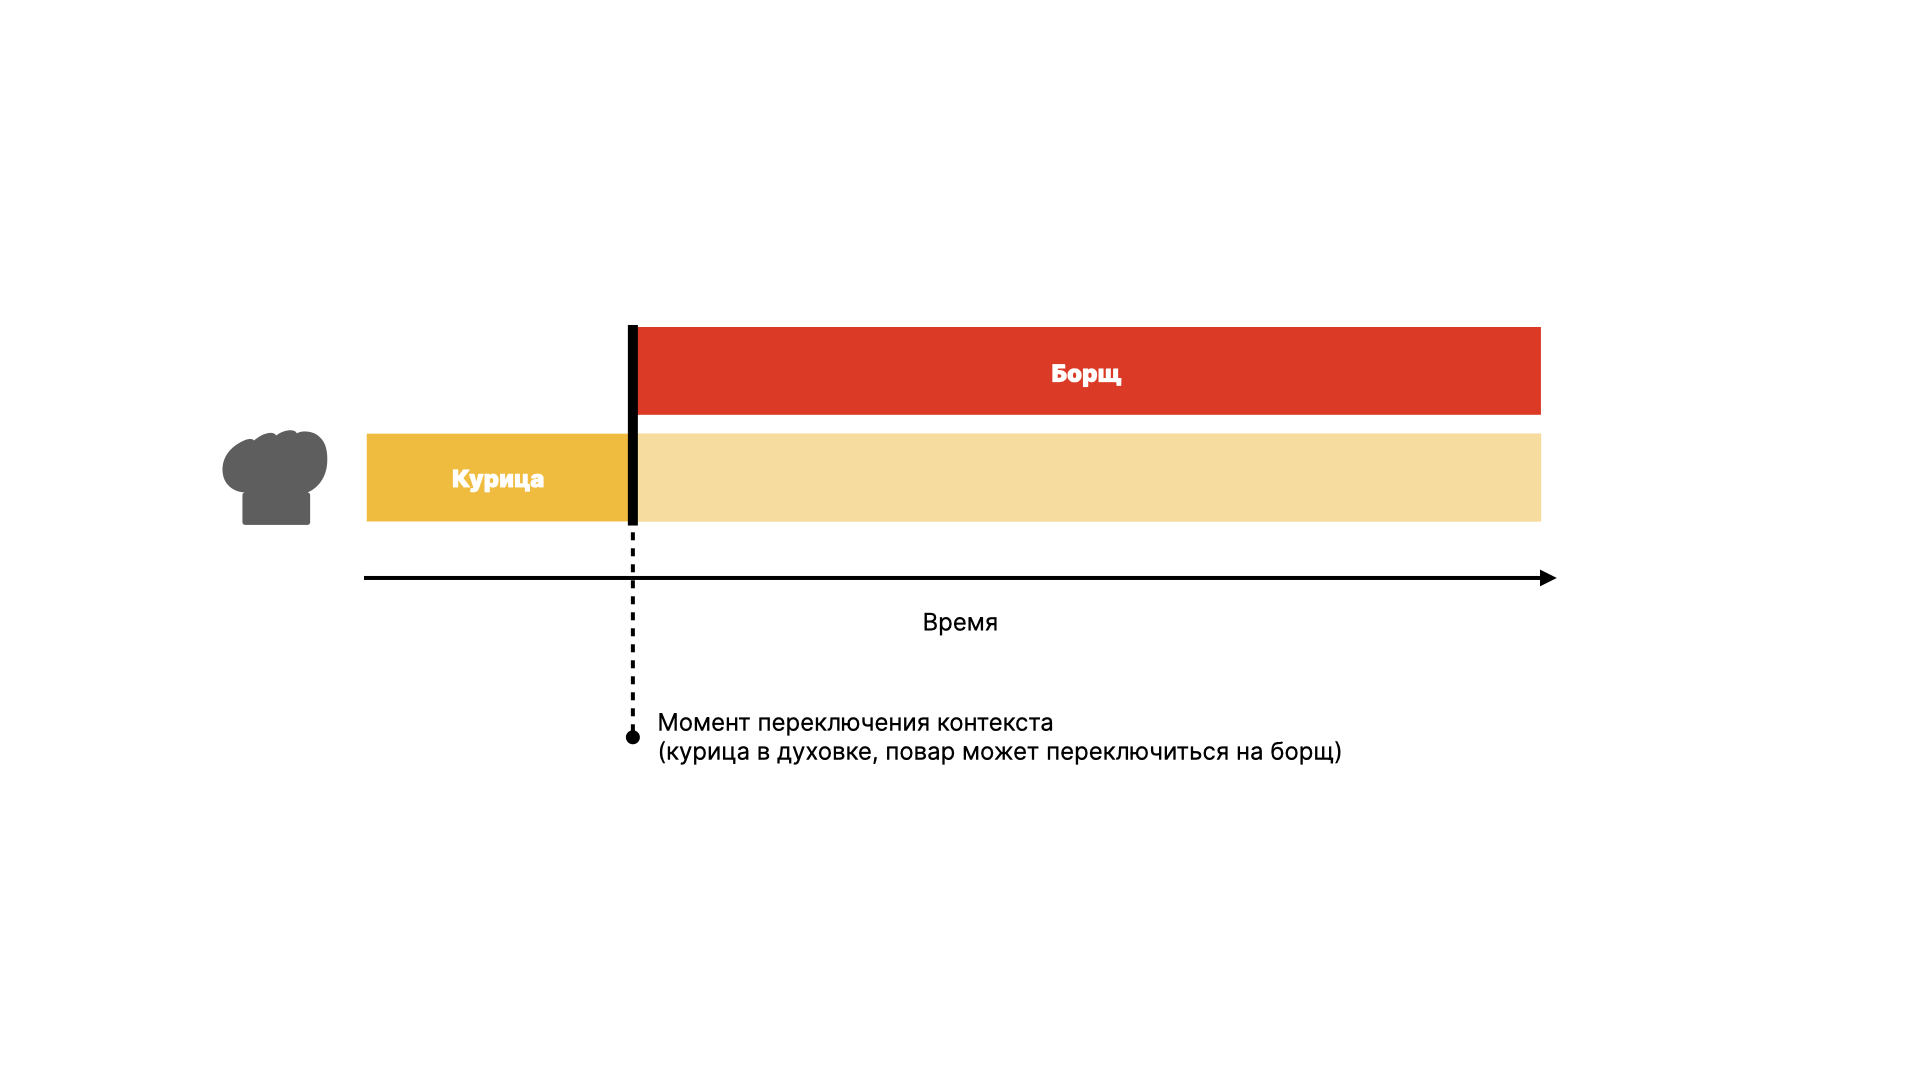 Борщ
Курица
Время
Момент переключения контекста
(курица в духовке, повар может переключиться на борщ)